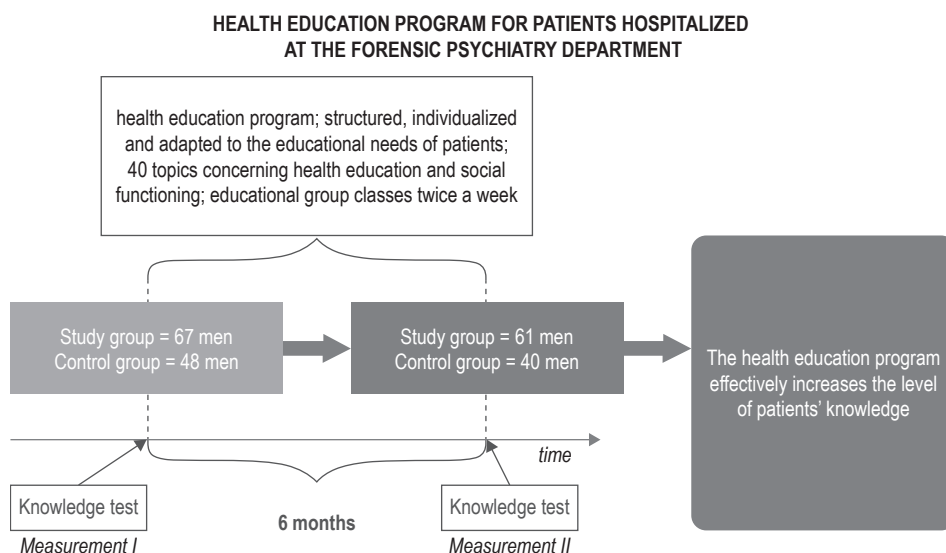 HEALTH EDUCATION PROGRAM FOR PATIENTS HOSPITALIZED
AT THE FORENSIC PSYCHIATRY DEPARTMENT
health education program; structured, individualized
and adapted to the educational needs of patients;
40 topics concerning health education and social
functioning; educational group classes twice a week
Study group = 67 men
Control group = 48 men
Study group = 61 men
Control group = 40 men
The health education program
effectively increases the level
of patients’ knowledge
time
Knowledge test
Measurement I
6 months
Knowledge test
Measurement II